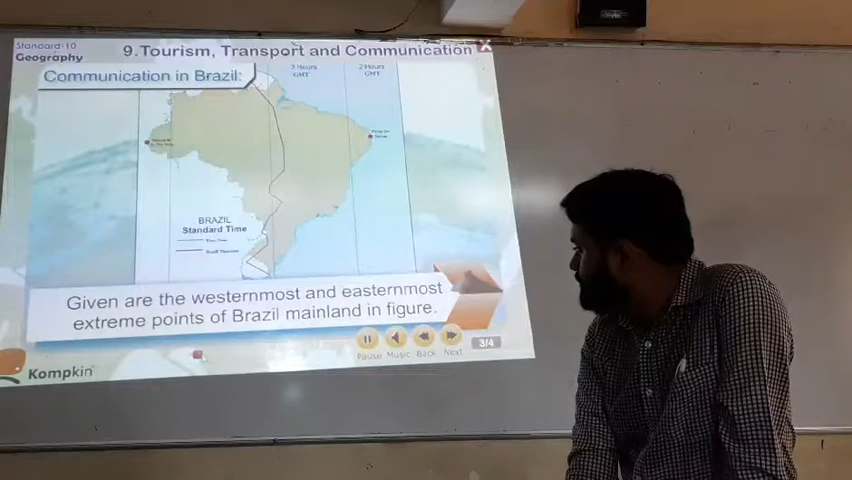 Standard-10
Geography
9.Tourism, Transport and Communication
Communication in Brazil:
3 Hours
GMT
2 Hours
GMT
BRAZIL
Standard Time
Given are the westernmost and easternmost
extreme points of Brazil mainland in figure.
Pause Music Back Next
3/4
Kompkin